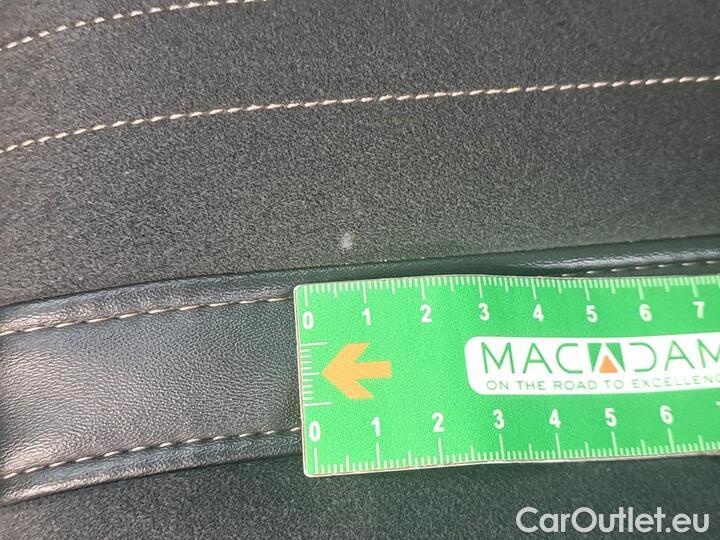 0 1 2 3 4 5 6 7
MACADAM
ON THE ROAD TO EXCELLENC
0 1 2 3 4 5 6
CarOutlet.eu